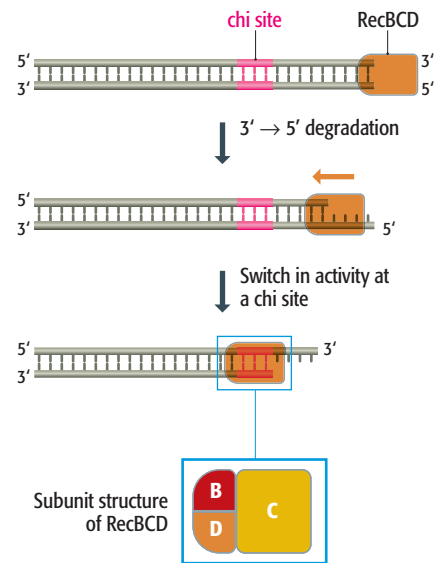 chi site RecBCD
5‘ 3‘
3‘ 5‘
3‘ → 5‘ degradation
5‘
3‘ 5‘
Switch in activity at
a chi site
5‘ 3‘
3‘
Subunit structure
of RecBCD
B
D
C